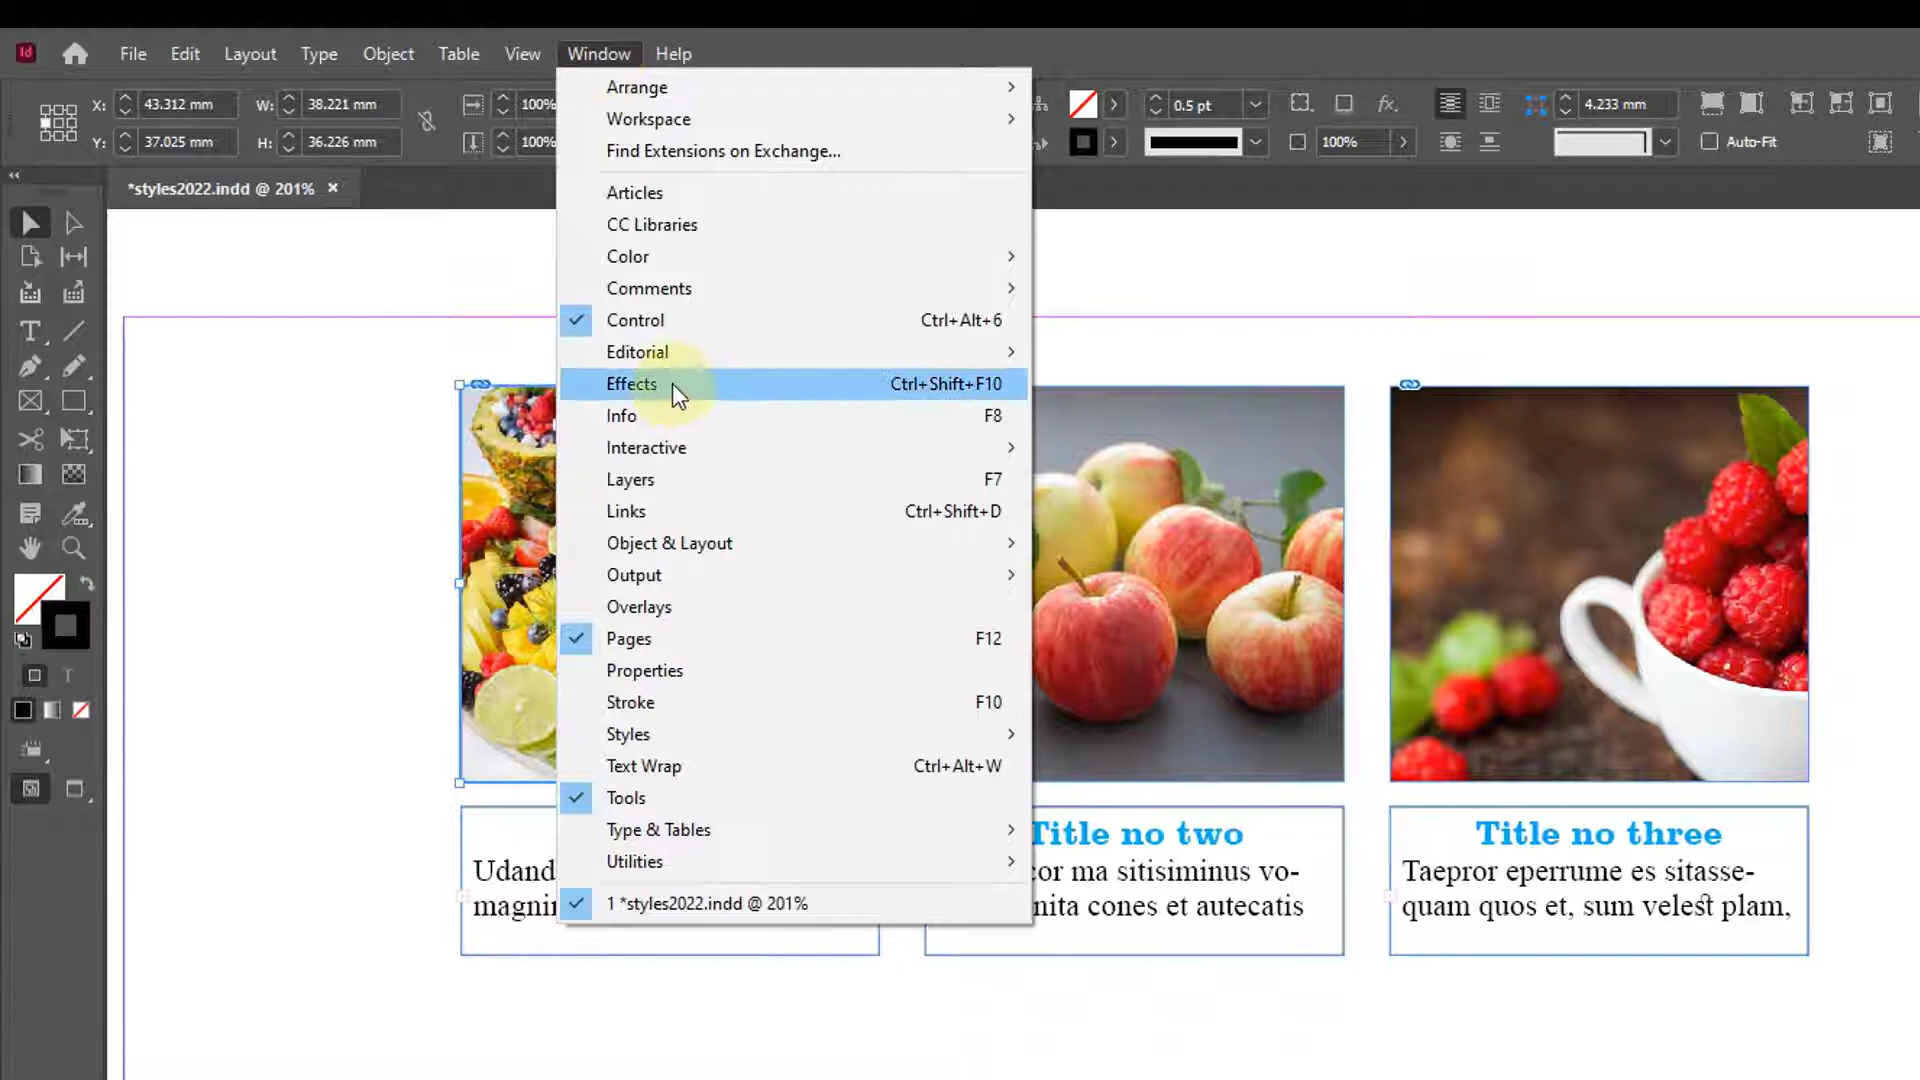 Id
File Edit Layout Type Object Table View Window Help
X: 43.312 mm W: 38.221 mm 100% 0.5 pt fx. 4.233 mm
Y: 37.025 mm H: 36.226 mm 100% 100% Auto-Fit
*styles2022.indd @ 201% ×
Arrange
Workspace
Find Extensions on Exchange...
Articles
CC Libraries
Color
Comments
Control Ctrl+Alt+6
Editorial
Effects Ctrl+Shift+F10
Info F8
Interactive
Layers F7
Links Ctrl+Shift+D
Object & Layout
Output
Overlays
Pages F12
Properties
Stroke F10
Styles
Text Wrap Ctrl+Alt+W
Tools
Type & Tables
Utilities
1 *styles2022.indd @ 201%
Title no two
Title no three
cor ma sitisiminus vo-
nita cones et autecatis
Taepror eperrume es sitasse-
quam quos et, sum velest plam,